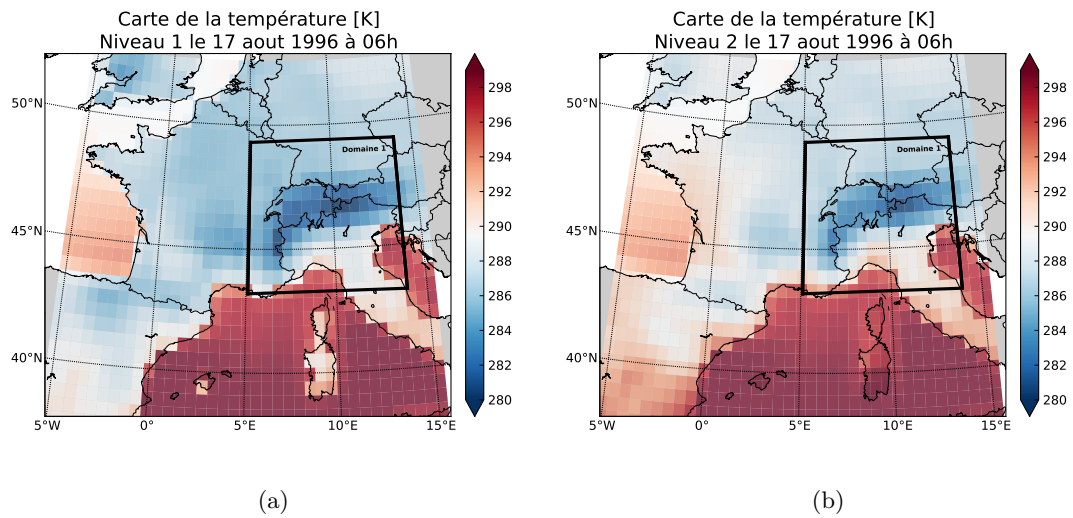 Carte de la température [K]
Niveau 1 le 17 aout 1996 à 06h
50°N
45°N
40°N
5°W
0°
5°E
10°E
15°E
Domaine 1
298
296
294
292
290
288
286
284
282
280
(a)
Carte de la température [K]
Niveau 2 le 17 aout 1996 à 06h
50°N
45°N
40°N
5°W
0°
5°E
10°E
15°E
Domaine 1
298
296
294
292
290
288
286
284
282
280
(b)